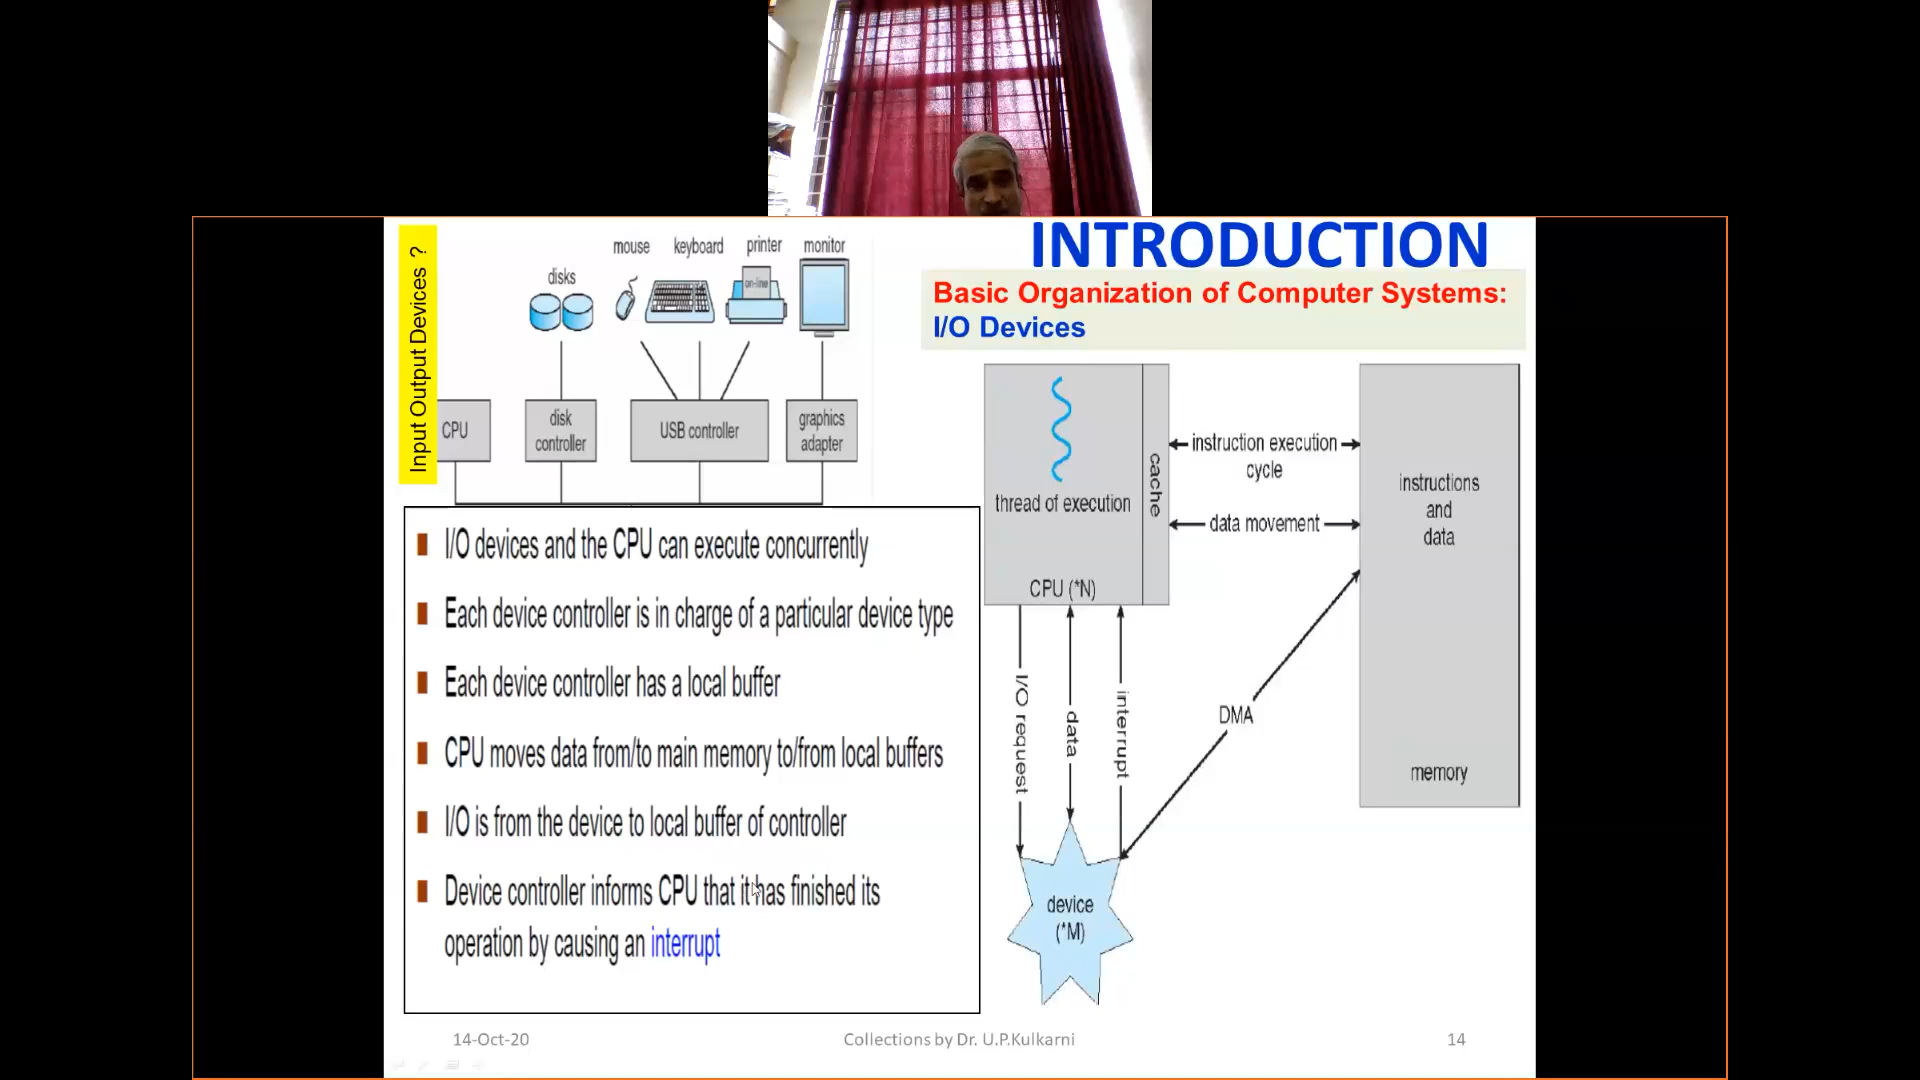 INTRODUCTION
Basic Organization of Computer Systems:
I/O Devices
Input Output Devices ?
mouse
keyboard
printer
monitor
disks
on-line
CPU
disk
controller
USB controller
graphics
adapter
I/O devices and the CPU can execute concurrently
Each device controller is in charge of a particular device type
Each device controller has a local buffer
CPU moves data from/to main memory to/from local buffers
I/O is from the device to local buffer of controller
Device controller informs CPU that it has finished its
operation by causing an interrupt
thread of execution
cache
CPU (*N)
instruction execution
cycle
data movement
instructions
and
data
memory
I/O request
data
interrupt
DMA
device
(*M)
14-Oct-20
Collections by Dr. U.P.Kulkarni
14